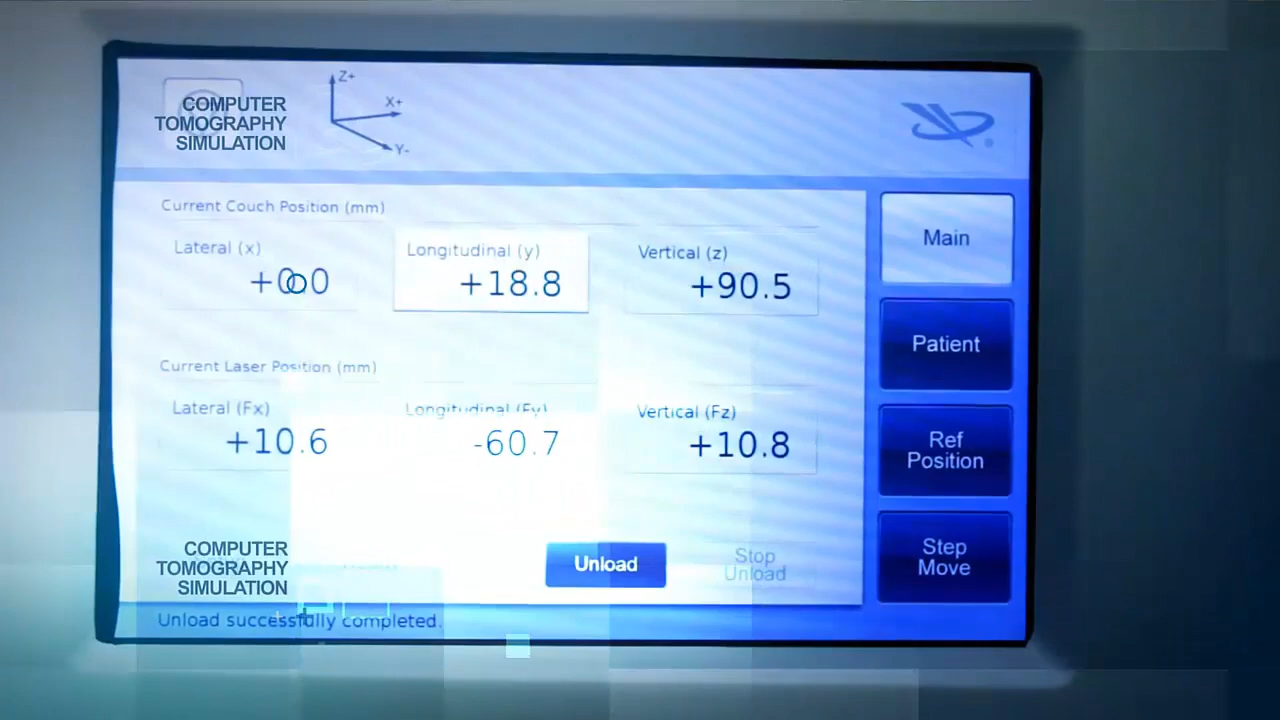 COMPUTER
TOMOGRAPHY
SIMULATION
Z+
X+
Y-
Current Couch Position (mm)
Lateral (x)
Longitudinal (y)
Vertical (z)
+0.0
+18.8
+90.5
Current Laser Position (mm)
Lateral (Fx)
Longitudinal (Fy)
Vertical (Fz)
+10.6
-60.7
+10.8
Main
Patient
Ref
Position
Step
Move
COMPUTER
TOMOGRAPHY
SIMULATION
Unload
Stop
Unload
Unload successfully completed.